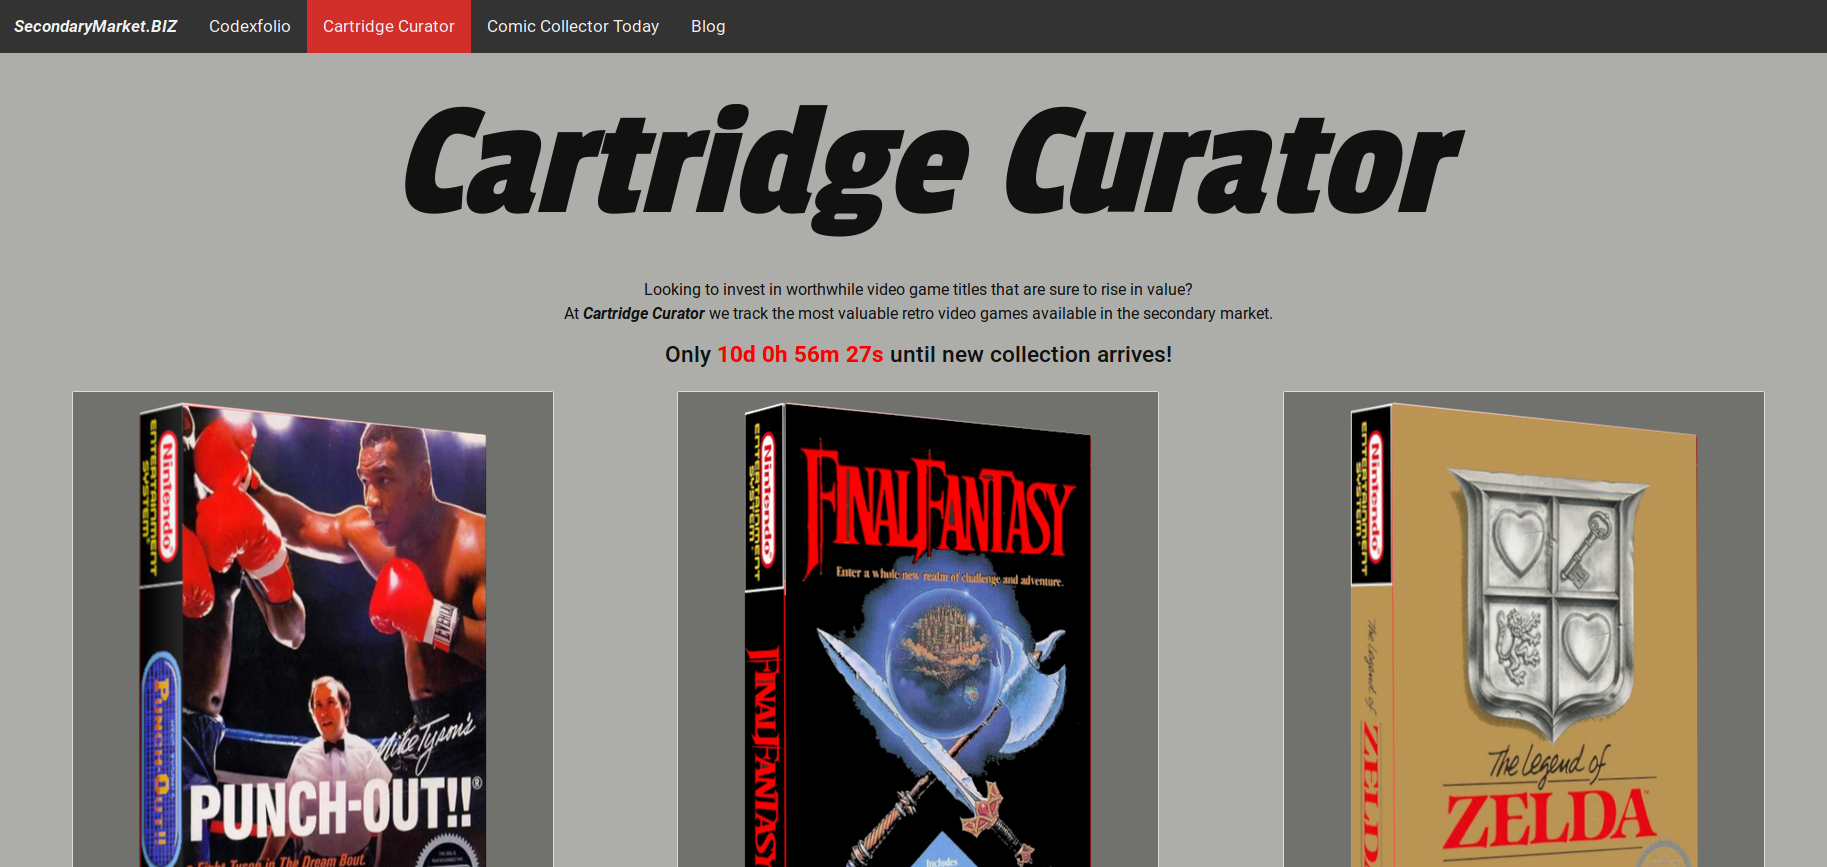 SecondaryMarket.BIZ Codexfolio Cartridge Curator Comic Collector Today Blog
Cartridge Curator
Looking to invest in worthwhile video game titles that are sure to rise in value?
At Cartridge Curator we track the most valuable retro video games available in the secondary market.
Only 10d 0h 56m 27s until new collection arrives!
Nintendo
ENTERTAINMENT
SYSTEM
PUNCH-OUT!!
EVERLAST
Mike Tyson's
PUNCH-OUT!!®
Fight Tyson in The Dream Bout.
Nintendo
ENTERTAINMENT
SYSTEM
FINAL FANTASY
FINAL FANTASY
Enter a whole new realm of challenge and adventure.
Includes
Nintendo
ENTERTAINMENT
SYSTEM
The Legend of
ZELDA
The Legend of
ZELDA